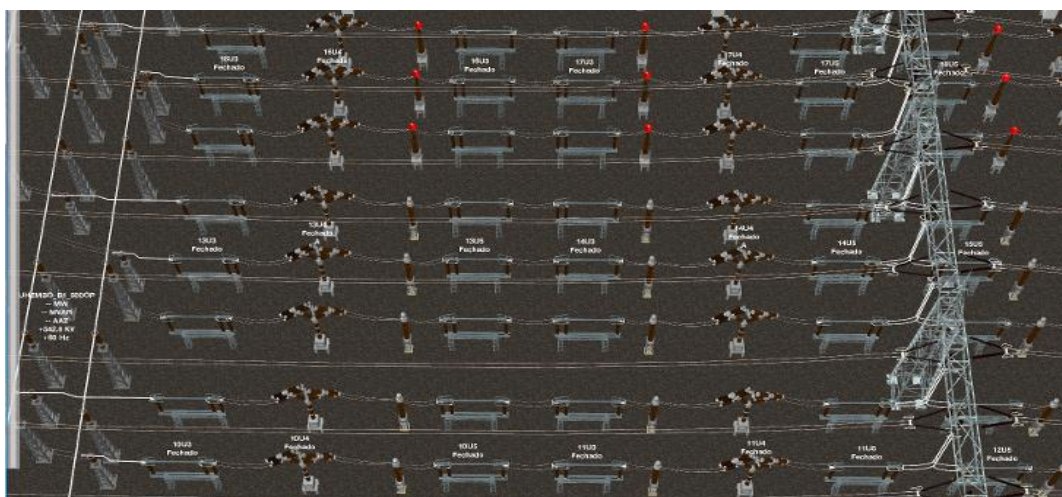 16U3
Fechado
16U4
Fechado
16U5
Fechado
17U3
Fechado
17U4
Fechado
17U5
Fechado
18U5
Fechado
13U3
Fechado
13U4
Fechado
13U5
Fechado
14U3
Fechado
14U4
Fechado
14U5
Fechado
15U5
Fechado
-- MW
-- MVAR
+60 Hz
10U3
Fechado
10U4
Fechado
10U5
Fechado
11U3
Fechado
11U4
Fechado
11U5
Fechado
12U5
Fechado